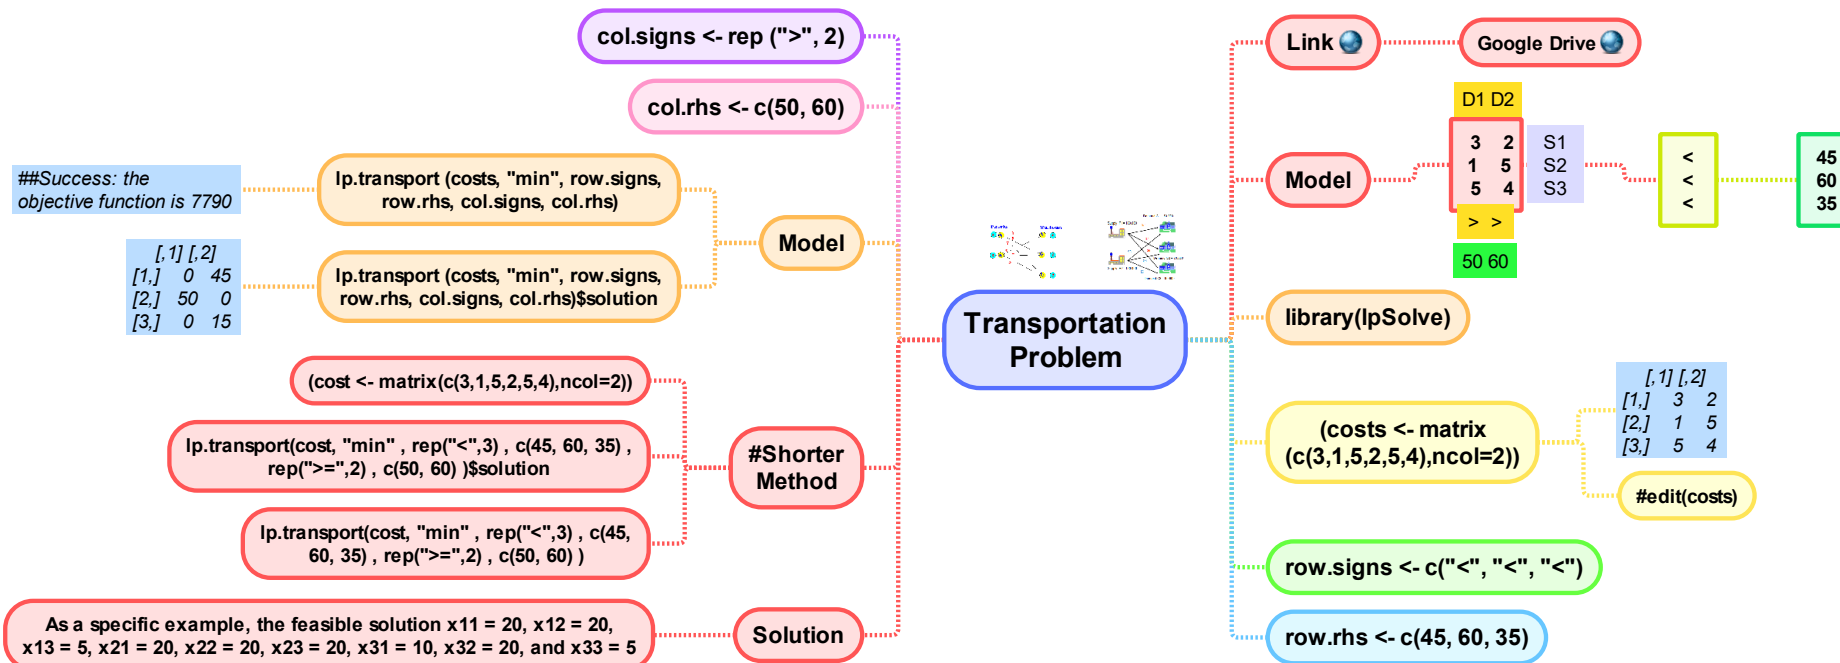 col.signs <- rep (">", 2)
col.rhs <- c(50, 60)
##Success: the
objective function is 7790
lp.transport (costs, "min", row.signs,
row.rhs, col.signs, col.rhs)
Model
[,1] [,2]
[1,] 0 45
[2,] 50 0
[3,] 0 15
lp.transport (costs, "min", row.signs,
row.rhs, col.signs, col.rhs)$solution
(cost <- matrix(c(3,1,5,2,5,4),ncol=2))
lp.transport(cost, "min" , rep("<",3) , c(45, 60, 35) ,
rep(">=",2) , c(50, 60) )$solution
#Shorter
Method
lp.transport(cost, "min" , rep("<",3) , c(45,
60, 35) , rep(">=",2) , c(50, 60) )
As a specific example, the feasible solution x11 = 20, x12 = 20,
x13 = 5, x21 = 20, x22 = 20, x23 = 20, x31 = 10, x32 = 20, and x33 = 5
Solution
Transportation
Problem
Link
Google Drive
Model
D1 D2
3 2
1 5
5 4
S1
S2
S3
> >
50 60
<
<
<
45
60
35
library(lpSolve)
(costs <- matrix
(c(3,1,5,2,5,4),ncol=2))
[,1] [,2]
[1,] 3 2
[2,] 1 5
[3,] 5 4
#edit(costs)
row.signs <- c("<", "<", "<")
row.rhs <- c(45, 60, 35)